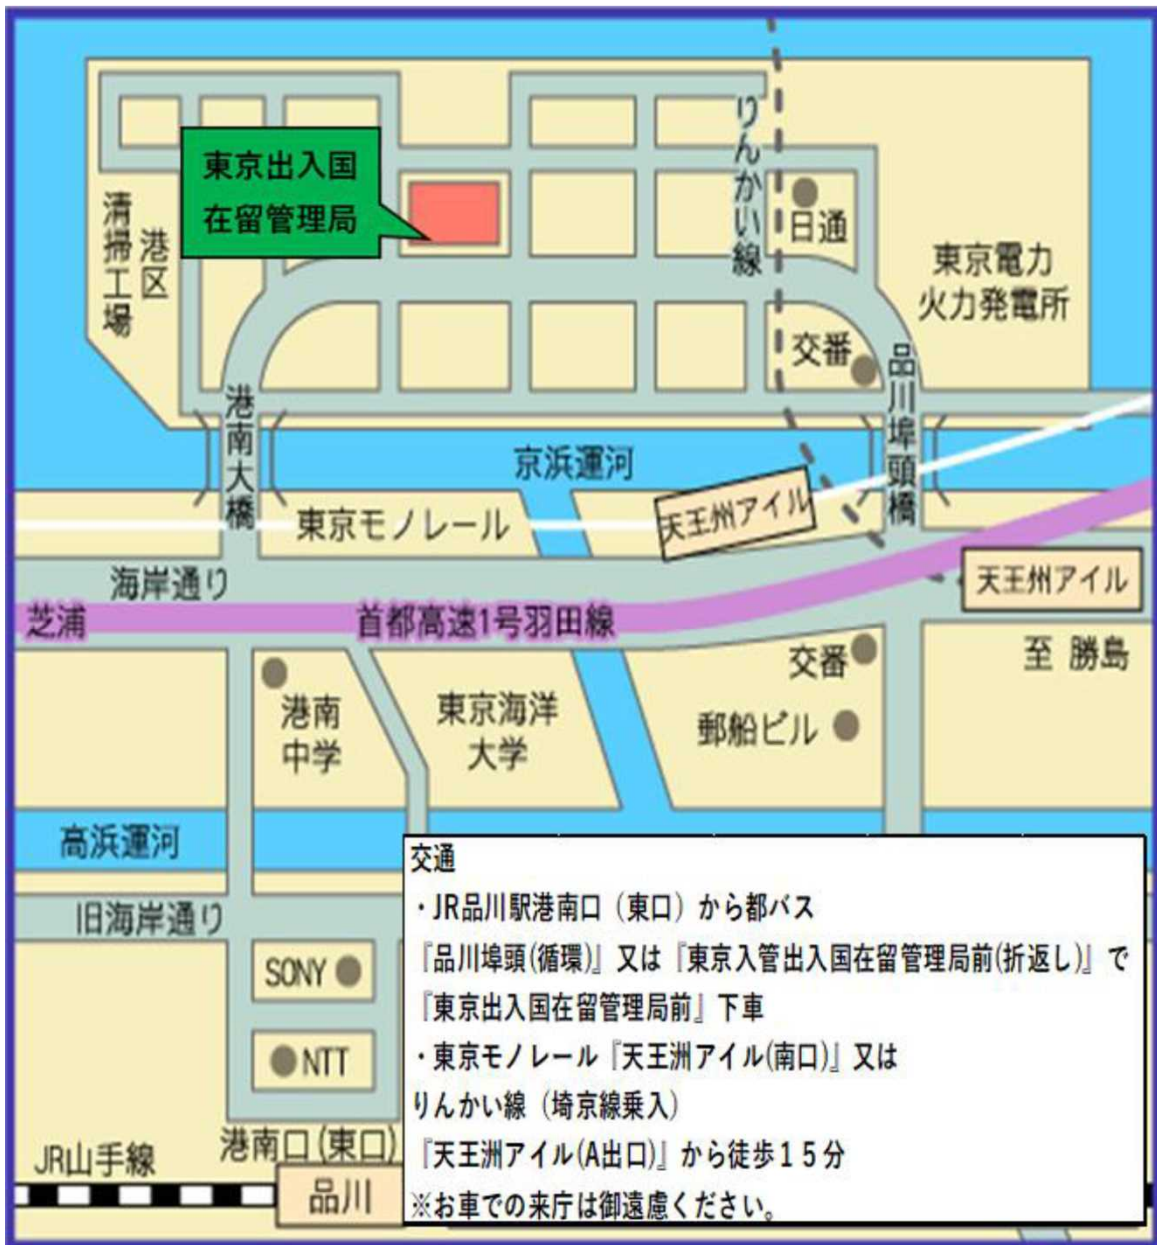 東京出入国
在留管理局
りんかい線
日通
港区
清掃工場
東京電力
火力発電所
交番
品川埠頭橋
港南大橋
京浜運河
天王州アイル
東京モノレール
海岸通り
天王州アイル
芝浦
首都高速1号羽田線
至 勝島
交番
港南
中学
東京海洋
大学
郵船ビル
高浜運河
旧海岸通り
SONY
NTT
港南口(東口)
JR山手線
品川
交通
・JR品川駅港南口（東口）から都バス
『品川埠頭(循環)』又は『東京入管出入国在留管理局前(折返し)』で
『東京出入国在留管理局前』下車
・東京モノレール『天王洲アイル(南口)』又は
りんかい線（埼京線乗入）
『天王洲アイル(A出口)』から徒歩１５分
※お車での来庁は御遠慮ください。